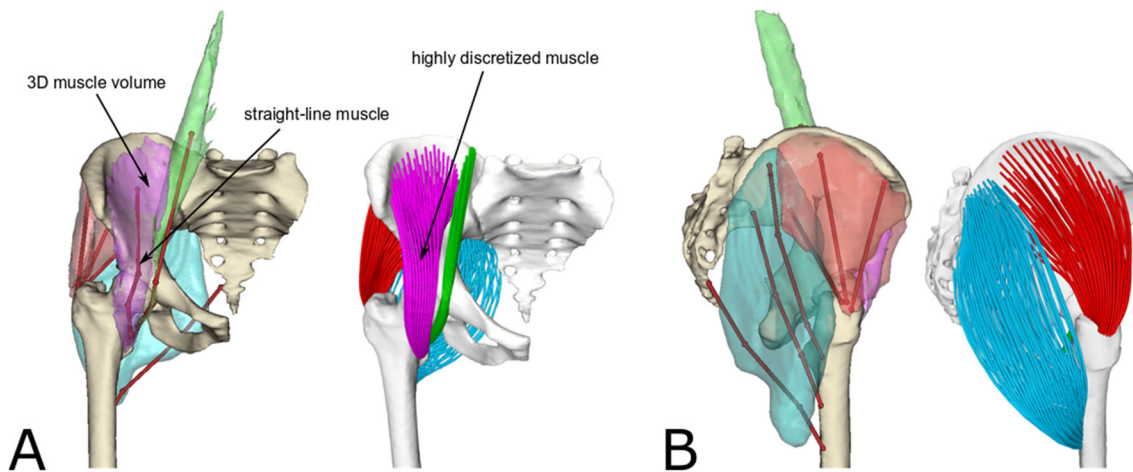 highly discretized muscle
3D muscle volume
straight-line muscle
A
B